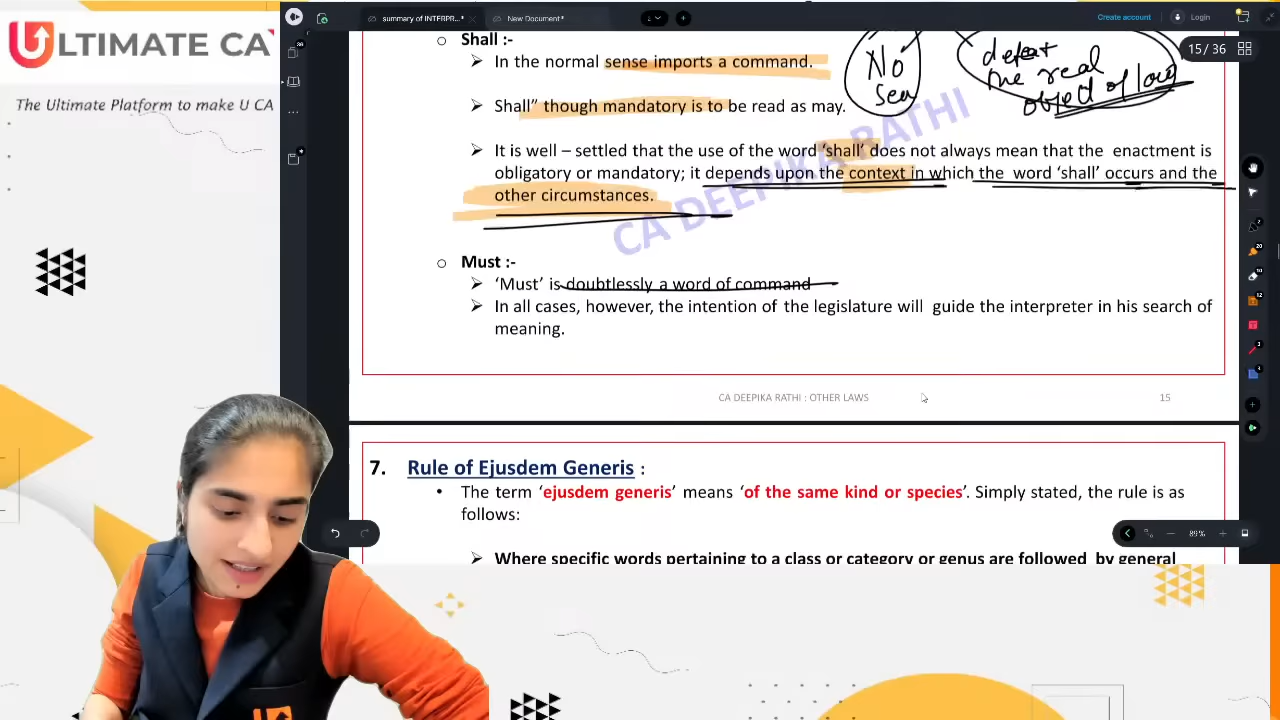 ULTIMATE CA
The Ultimate Platform to make U CA
summary of INTERPR...*
New Document*
Create account
Login
15/36
Shall :-
In the normal sense imports a command.
Shall” though mandatory is to be read as may.
It is well – settled that the use of the word ‘shall’ does not always mean that the enactment is
obligatory or mandatory; it depends upon the context in which the word ‘shall’ occurs and the
other circumstances.
No
defeat
the real
object of law
CA DEEPIKA RATHI
Must :-
‘Must’ is doubtlessly a word of command
In all cases, however, the intention of the legislature will guide the interpreter in his search of
meaning.
CA DEEPIKA RATHI : OTHER LAWS 15
7. Rule of Ejusdem Generis :
The term ‘ejusdem generis’ means ‘of the same kind or species’. Simply stated, the rule is as
follows:
Where specific words pertaining to a class or category or genus are followed by general
89%